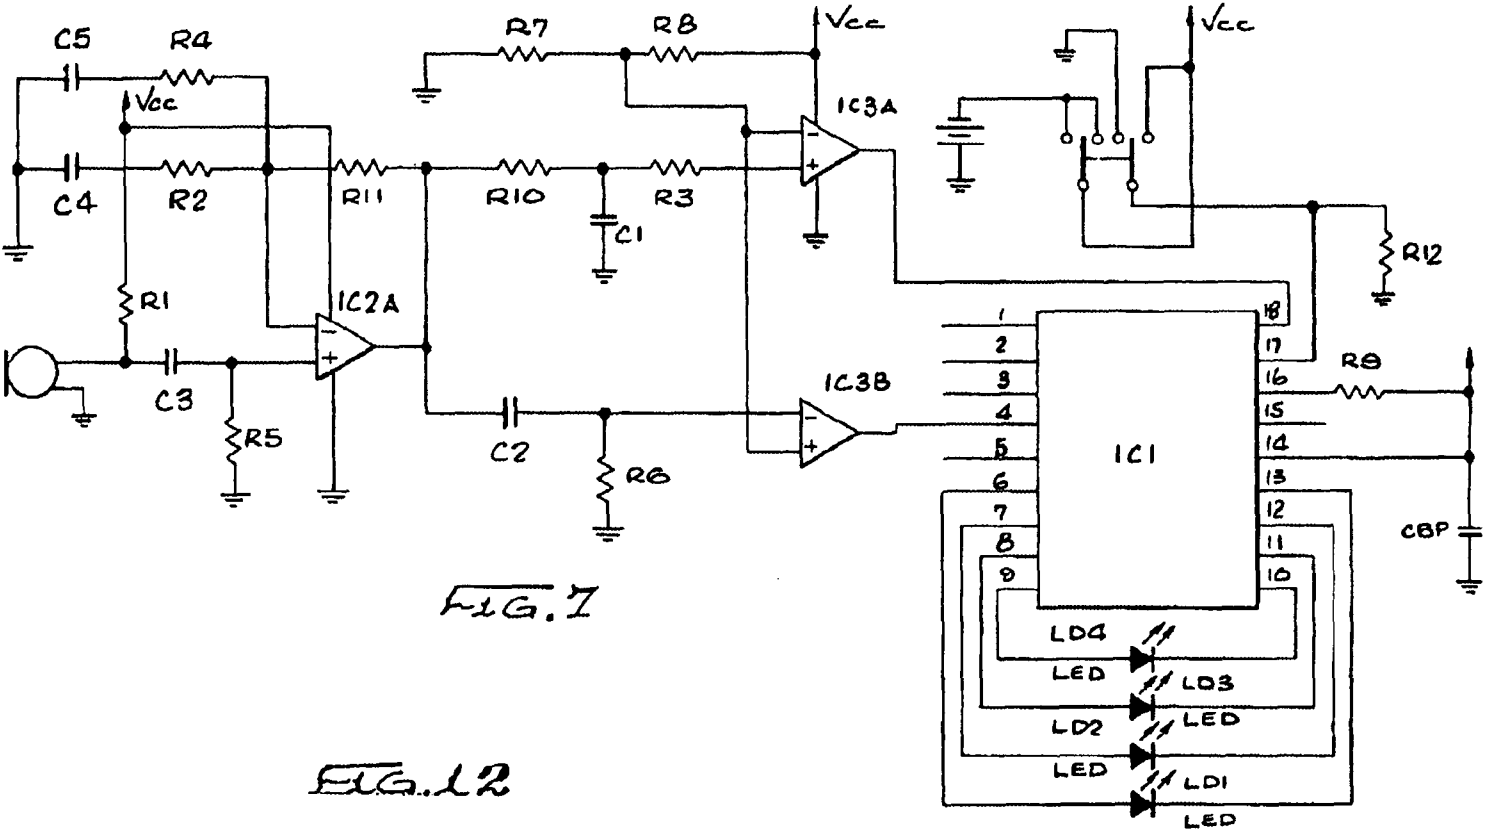 R7
R8
Vcc
Vcc
C5
R4
Vcc
IC3A
-
+
C4
R2
R11
R10
R3
C1
R12
R1
IC2A
-
+
C3
R5
C2
R6
IC3B
-
+
1
2
3
4
5
6
7
8
9
IC1
18
17
16
15
14
13
12
11
10
R9
CBP
LD4
LED
LD3
LED
LD2
LED
LD1
LED
FIG. 7
FIG. 12